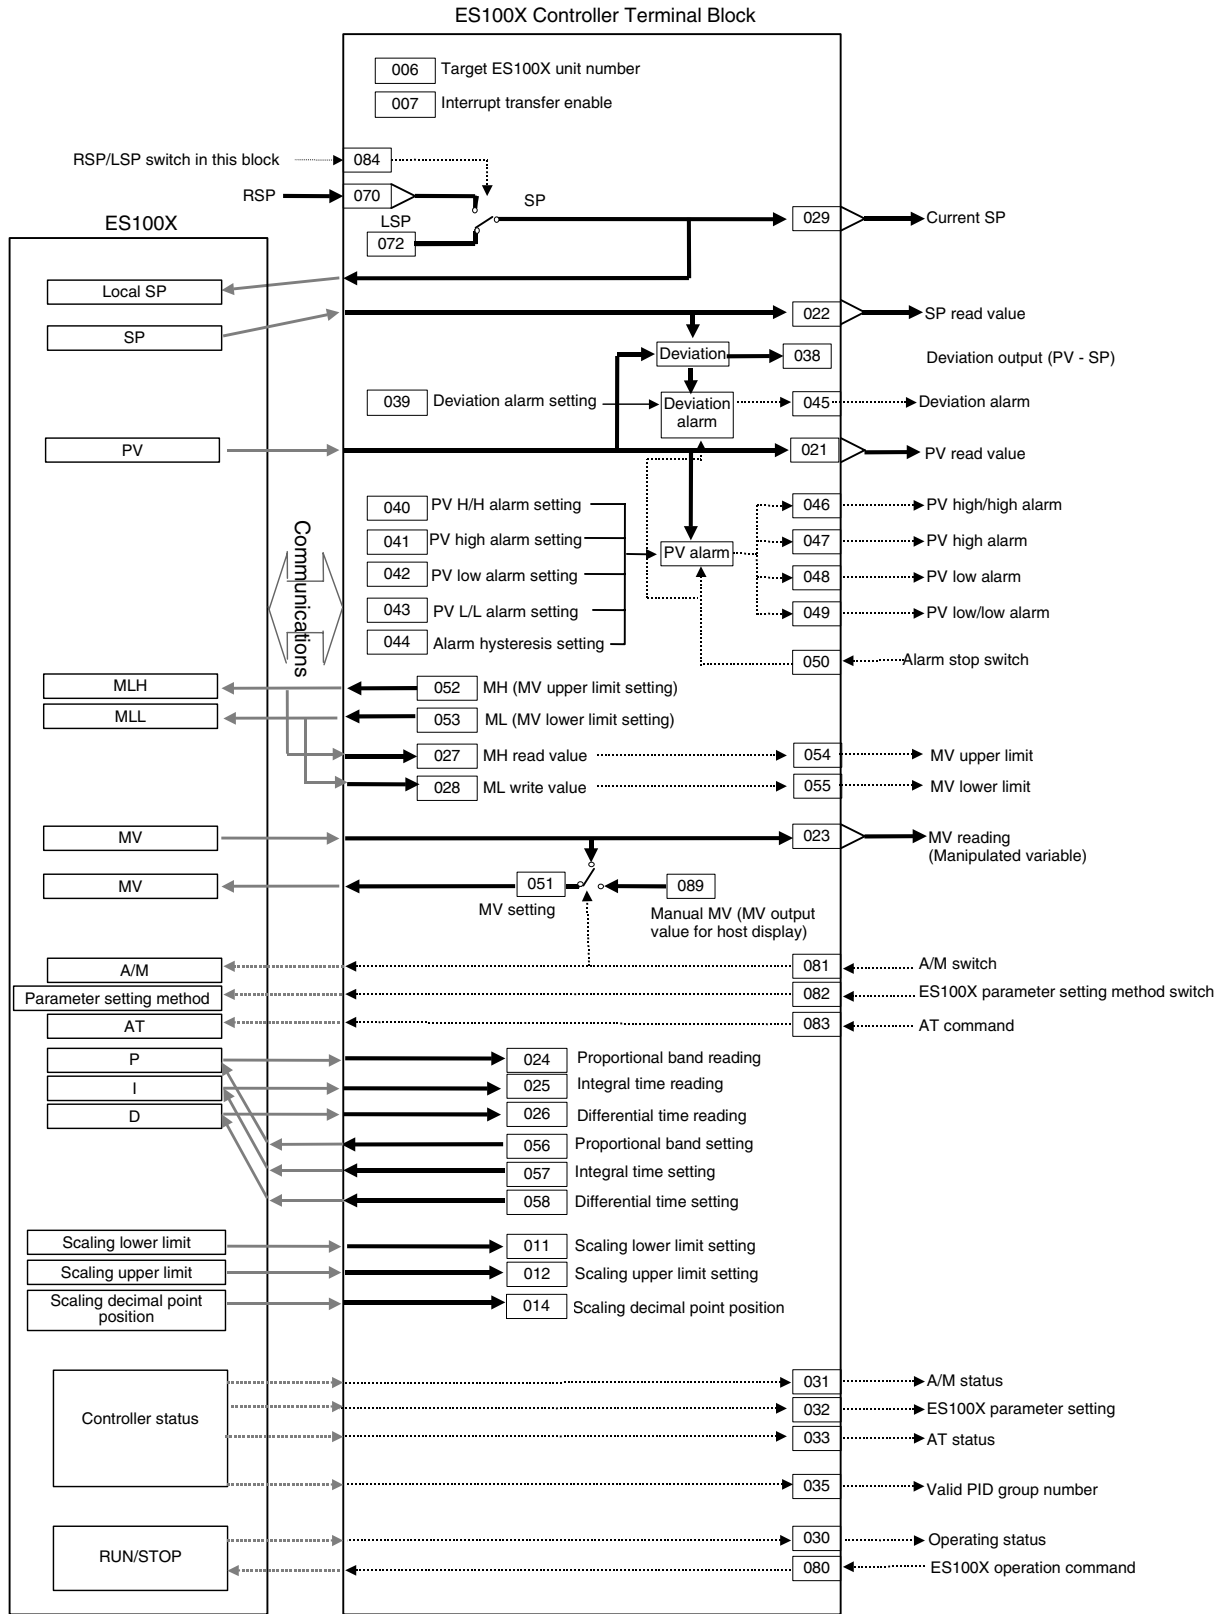 ES100X Controller Terminal Block
006 Target ES100X unit number
007 Interrupt transfer enable
RSP/LSP switch in this block 084
RSP 070 SP
LSP
072
029 Current SP
ES100X
Local SP
SP
022 SP read value
Deviation 038 Deviation output (PV - SP)
039 Deviation alarm setting
Deviation
alarm
045 Deviation alarm
PV
021 PV read value
040 PV H/H alarm setting
041 PV high alarm setting
042 PV low alarm setting
043 PV L/L alarm setting
044 Alarm hysteresis setting
PV alarm
046 PV high/high alarm
047 PV high alarm
048 PV low alarm
049 PV low/low alarm
050 Alarm stop switch
Communications
MLH
052 MH (MV upper limit setting)
MLL
053 ML (MV lower limit setting)
027 MH read value
054 MV upper limit
028 ML write value
055 MV lower limit
MV
023 MV reading
(Manipulated variable)
MV
051
MV setting
089
Manual MV (MV output
value for host display)
A/M
081 A/M switch
Parameter setting method
082 ES100X parameter setting method switch
AT
083 AT command
P
024 Proportional band reading
I
025 Integral time reading
D
026 Differential time reading
056 Proportional band setting
057 Integral time setting
058 Differential time setting
Scaling lower limit
011 Scaling lower limit setting
Scaling upper limit
012 Scaling upper limit setting
Scaling decimal point
position
014 Scaling decimal point position
Controller status
031 A/M status
032 ES100X parameter setting
033 AT status
035 Valid PID group number
RUN/STOP
030 Operating status
080 ES100X operation command